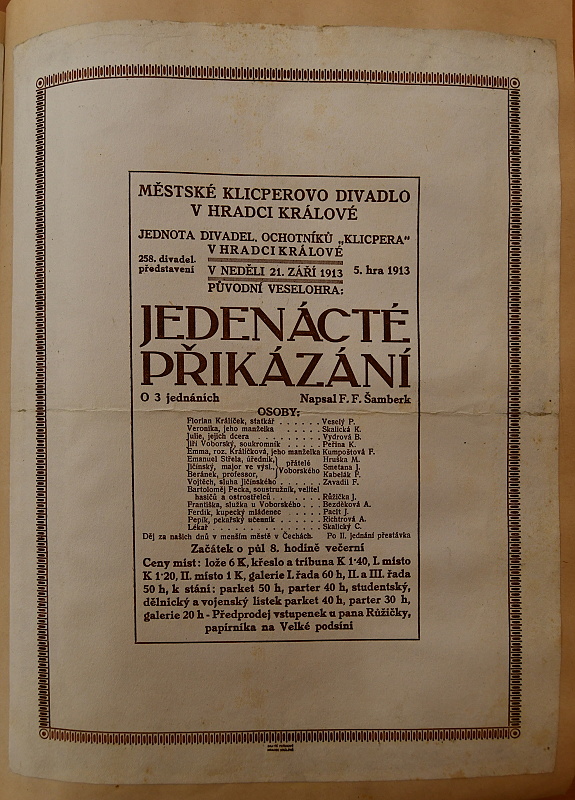 MĚSTSKÉ KLICPEROVO DIVADLO
V HRADCI KRÁLOVÉ
JEDNOTA DIVADEL. OCHOTNÍKŮ „KLICPERA“
V HRADCI KRÁLOVÉ
258. divadel. představení
V NEDĚLI 21. ZÁŘÍ 1913
5. hra 1913
PŮVODNÍ VESELOHRA:
JEDENÁCTÉ
PŘIKÁZÁNÍ
O 3 jednáních Napsal F. F. Šamberk
OSOBY:
Florian Králíček, statkář . . . . . . Veselý P.
Veronika, jeho manželka . . . . . . Skalická K.
Julie, jejich dcera . . . . . . Vydrová B.
Jiří Voborský, soukromník . . . . . Peřina K.
Emma, roz. Králíčková, jeho manželka Kumpoštová F.
Emanuel Střela, úředník, } přátelé Voborského Hruška M.
Jičínský, major ve výsl., Smetana J.
Beránek, professor, Kabelák F.
Vojtěch, sluha Jičínského . . . . . Zavadil F.
Bartoloměj Pecka, soustružník, velitel
hasičů a ostrostřelců . . . . . . Růžička J.
Františka, služka u Voborského . . . Bezděková A.
Ferdik, kupecký mládenec . . . . . Pacít J.
Pepík, pekařský učenník . . . . . Richtrová A.
Lékař . . . . . . . . . . Skalický Č.
Děj za našich dnů v menším městě v Čechách. Po II. jednání přestávka
Začátek o půl 8. hodině večerní
Ceny míst: lože 6 K, křeslo a tribuna K 1·40, I. místo
K 1·20, II. místo 1 K, galerie I. řada 60 h, II. a III. řada
50 h, k stání: parket 50 h, parter 40 h, studentský,
dělnický a vojenský lístek parket 40 h, parter 30 h,
galerie 20 h - Předprodej vstupenek u pana Růžičky,
papírníka na Velké podsíni